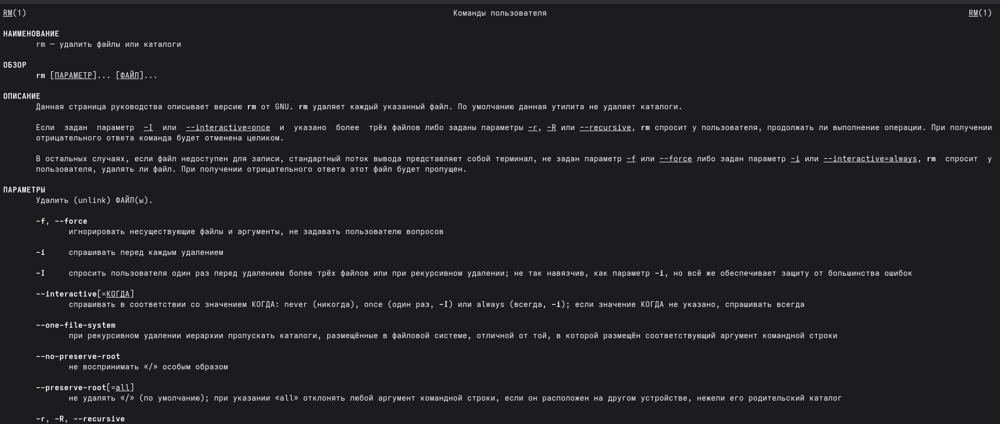 RM(1) Команды пользователя RM(1)
НАИМЕНОВАНИЕ
rm — удалить файлы или каталоги
ОБЗОР
rm [ПАРАМЕТР]... [ФАЙЛ]...
ОПИСАНИЕ
Данная страница руководства описывает версию rm от GNU. rm удаляет каждый указанный файл. По умолчанию данная утилита не удаляет каталоги.
Если задан параметр -I или --interactive=once и указано более трёх файлов либо заданы параметры -r, -R или --recursive, rm спросит у пользователя, продолжать ли выполнение операции. При получении
отрицательного ответа команда будет отменена целиком.
В остальных случаях, если файл недоступен для записи, стандартный поток вывода представляет собой терминал, не задан параметр -f или --force либо задан параметр -i или --interactive=always, rm спросит у
пользователя, удалять ли файл. При получении отрицательного ответа этот файл будет пропущен.
ПАРАМЕТРЫ
Удалить (unlink) ФАЙЛ(ы).
-f, --force
игнорировать несуществующие файлы и аргументы, не задавать пользователю вопросов
-i спрашивать перед каждым удалением
-I спросить пользователя один раз перед удалением более трёх файлов или при рекурсивном удалении; не так навязчив, как параметр -i, но всё же обеспечивает защиту от большинства ошибок
--interactive[=КОГДА]
спрашивать в соответствии со значением КОГДА: never (никогда), once (один раз, -I) или always (всегда, -i); если значение КОГДА не указано, спрашивать всегда
--one-file-system
при рекурсивном удалении иерархии пропускать каталоги, размещённые в файловой системе, отличной от той, в которой размещён соответствующий аргумент командной строки
--no-preserve-root
не воспринимать «/» особым образом
--preserve-root[=all]
не удалять «/» (по умолчанию); при указании «all» отклонять любой аргумент командной строки, если он расположен на другом устройстве, нежели его родительский каталог
-r, -R, --recursive